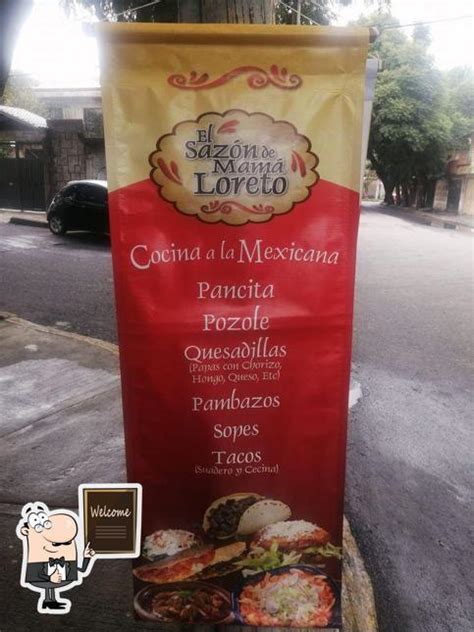 El
Sazón de
Mamá
Loreto
Cocina a la Mexicana
Pancita
Pozole
Quesadillas
(Papas con Chorizo,
Hongo, Queso, Etc)
Pambazos
Sopes
Tacos
(Suadero y Cecina)
Welcome